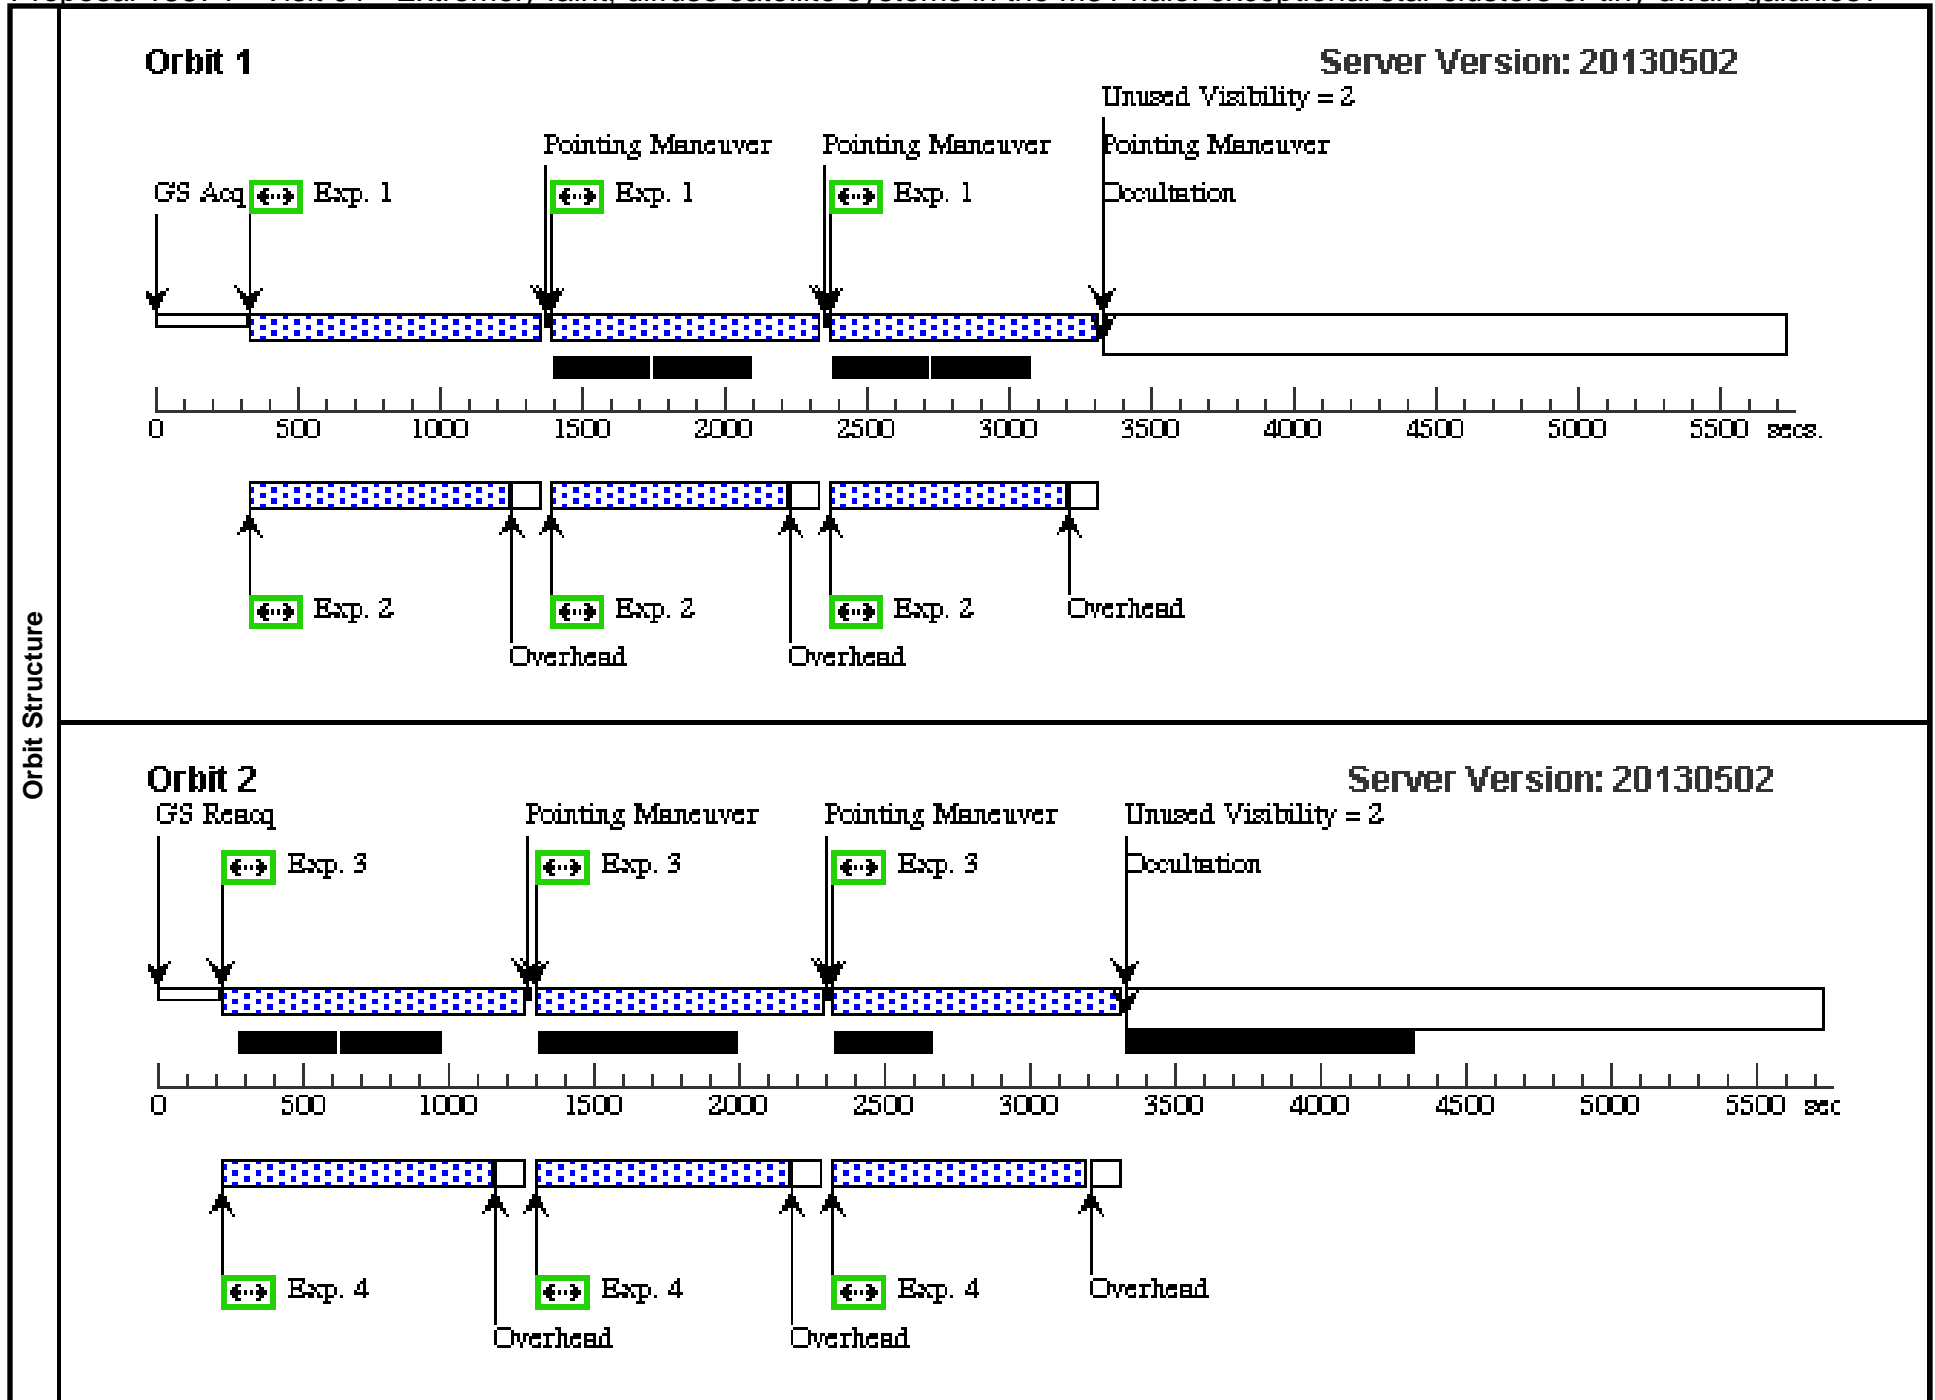 Orbit Structure
Orbit 1
Server Version: 20130502
Unused Visibility = 2
Pointing Maneuver Pointing Maneuver Pointing Maneuver
GS Acq Exp. 1 Exp. 1 Exp. 1 Occultation
0 500 1000 1500 2000 2500 3000 3500 4000 4500 5000 5500 secs.
Exp. 2 Exp. 2 Exp. 2 Overhead
Overhead Overhead
Orbit 2
Server Version: 20130502
GS Reacq Pointing Maneuver Pointing Maneuver Unused Visibility = 2
Exp. 3 Exp. 3 Exp. 3 Occultation
0 500 1000 1500 2000 2500 3000 3500 4000 4500 5000 5500 sec
Exp. 4 Exp. 4 Exp. 4 Overhead
Overhead Overhead